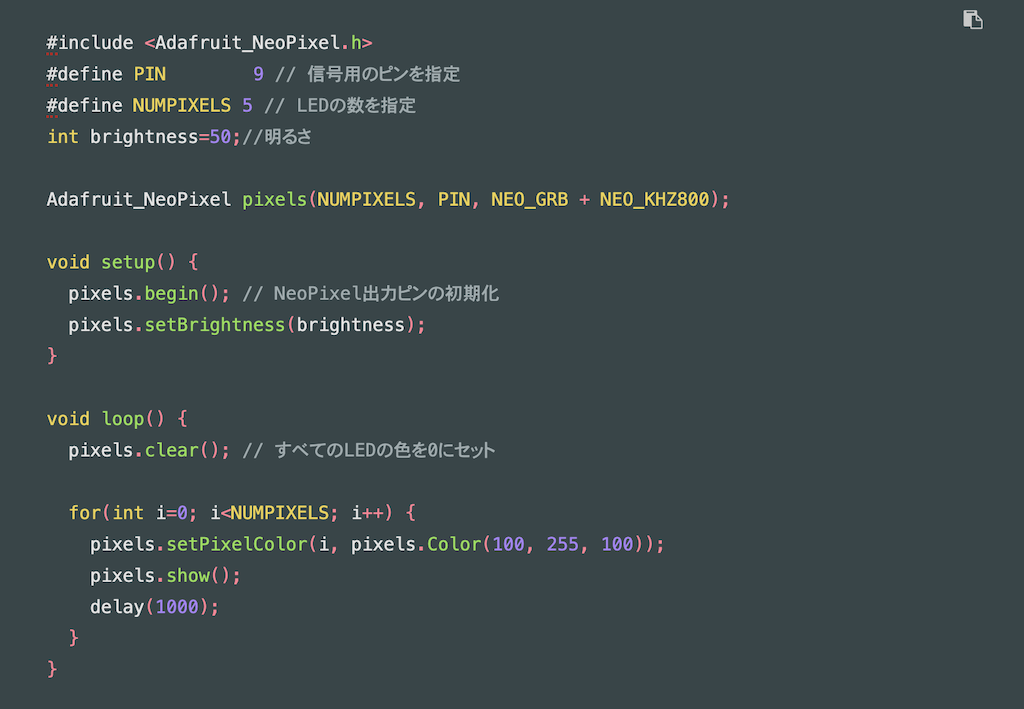 #include <Adafruit_NeoPixel.h>
#define PIN        9 // 信号用のピンを指定
#define NUMPIXELS 5 // LEDの数を指定
int brightness=50;//明るさ

Adafruit_NeoPixel pixels(NUMPIXELS, PIN, NEO_GRB + NEO_KHZ800);

void setup() {
  pixels.begin(); // NeoPixel出力ピンの初期化
  pixels.setBrightness(brightness);
}

void loop() {
  pixels.clear(); // すべてのLEDの色を0にセット

  for(int i=0; i<NUMPIXELS; i++) {
    pixels.setPixelColor(i, pixels.Color(100, 255, 100));
    pixels.show();
    delay(1000);
  }
}